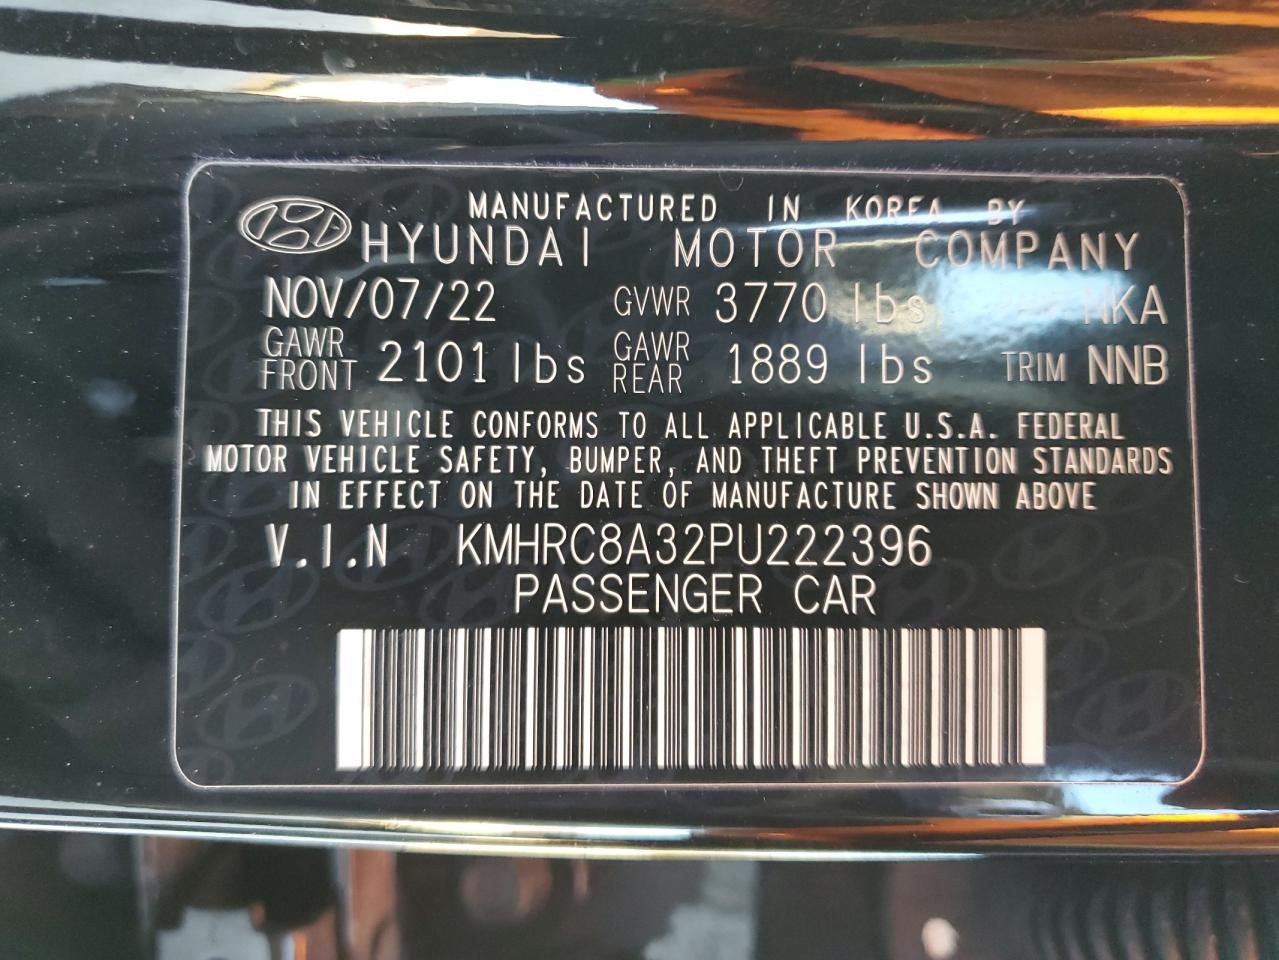 MANUFACTURED IN KOREA BY
HYUNDAI MOTOR COMPANY
NOV/07/22 GVWR 3770 lbs NKA
GAWR FRONT 2101 lbs GAWR REAR 1889 lbs TRIM NNB
THIS VEHICLE CONFORMS TO ALL APPLICABLE U.S.A. FEDERAL
MOTOR VEHICLE SAFETY, BUMPER, AND THEFT PREVENTION STANDARDS
IN EFFECT ON THE DATE OF MANUFACTURE SHOWN ABOVE
V.I.N KMHRC8A32PU222396
PASSENGER CAR